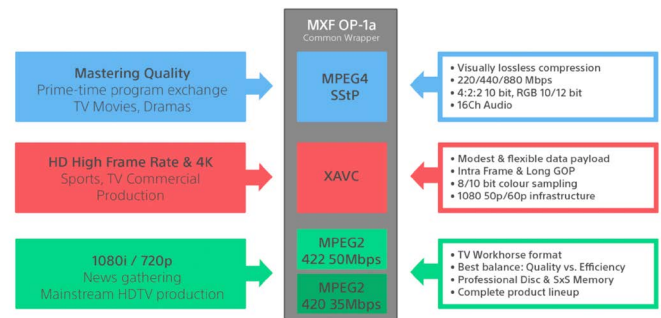 MXF OP-1a
Common Wrapper
Mastering Quality
Prime-time program exchange
TV Movies, Dramas
MPEG4
SStP
• Visually lossless compression
• 220/440/880 Mbps
• 4:2:2 10 bit, RGB 10/12 bit
• 16Ch Audio
HD High Frame Rate & 4K
Sports, TV Commercial
Production
XAVC
• Modest & flexible data payload
• Intra Frame & Long GOP
• 8/10 bit colour sampling
• 1080 50p/60p infrastructure
1080i / 720p
News gathering
Mainstream HDTV production
MPEG2
422 50Mbps
MPEG2
420 35Mbps
• TV Workhorse format
• Best balance: Quality vs. Efficiency
• Professional Disc & SxS Memory
• Complete product lineup